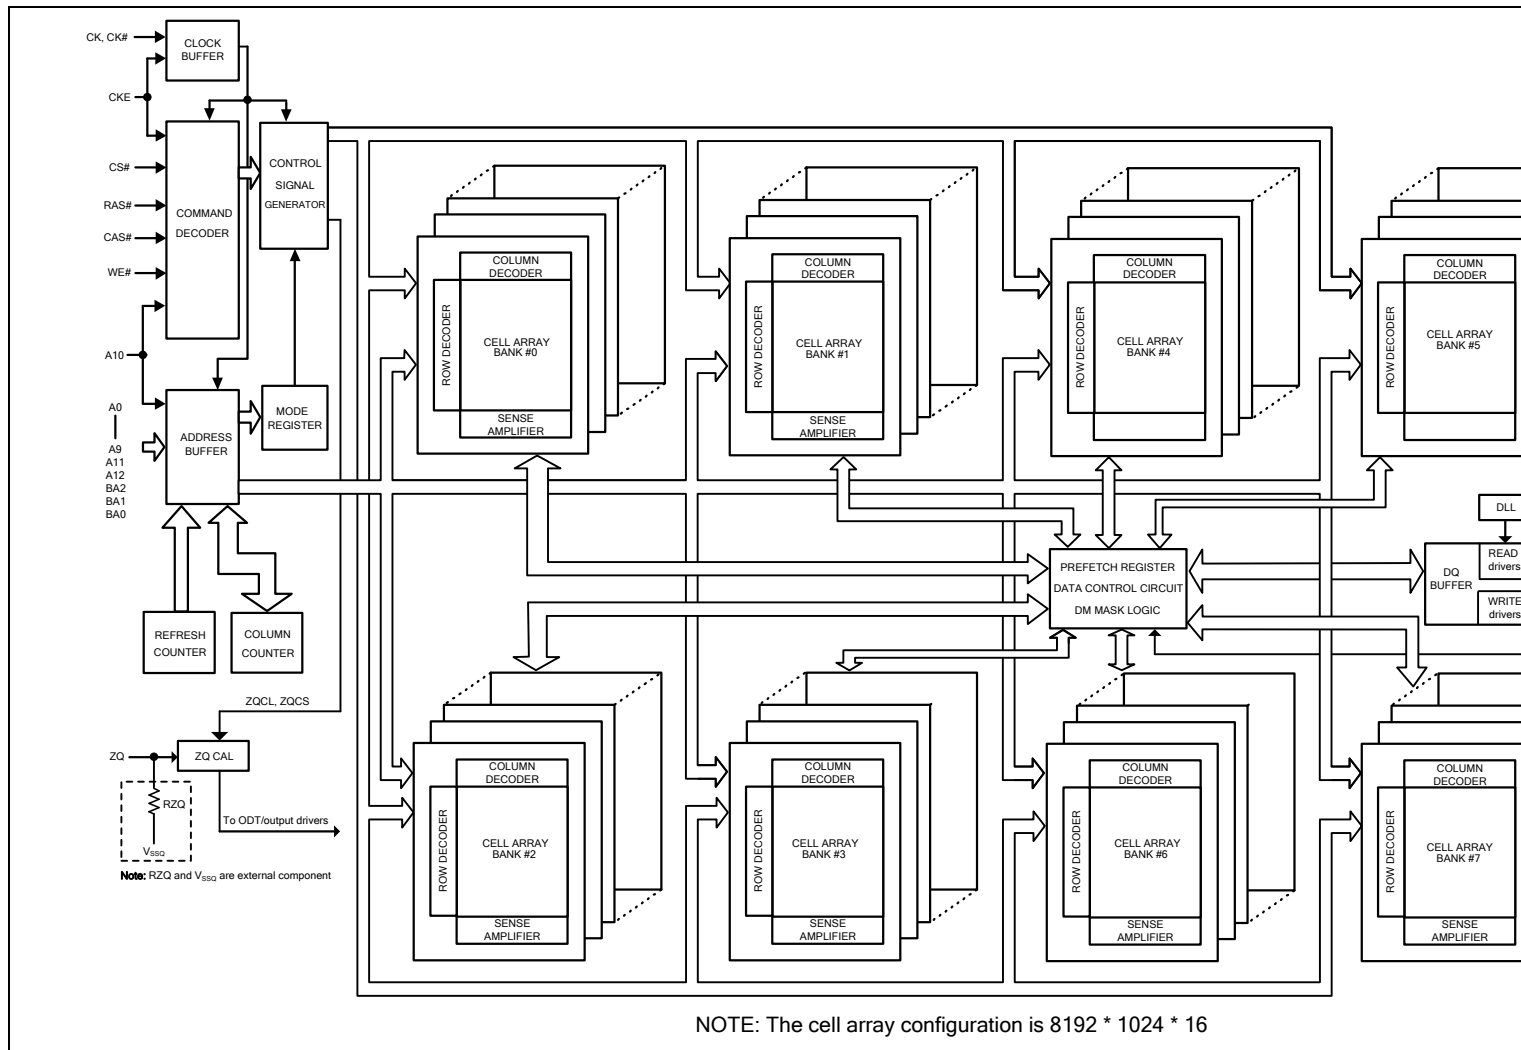 CK, CK#
CLOCK
BUFFER
CKE
CS#
RAS#
CAS#
WE#
A10
COMMAND
DECODER
CONTROL
SIGNAL
GENERATOR
A0
A9
A11
A12
BA2
BA1
BA0
ADDRESS
BUFFER
MODE
REGISTER
REFRESH
COUNTER
COLUMN
COUNTER
ZQCL, ZQCS
ZQ
ZQ CAL
RZQ
VSSQ
To ODT/output drivers
Note: RZQ and VSSQ are external component
COLUMN
DECODER
ROW DECODER
CELL ARRAY
BANK #0
SENSE
AMPLIFIER
COLUMN
DECODER
ROW DECODER
CELL ARRAY
BANK #1
SENSE
AMPLIFIER
COLUMN
DECODER
ROW DECODER
CELL ARRAY
BANK #4
COLUMN
DECODER
ROW DECODER
CELL ARRAY
BANK #5
PREFETCH REGISTER
DATA CONTROL CIRCUIT
DM MASK LOGIC
DLL
DQ
BUFFER
READ
drivers
WRITE
drivers
COLUMN
DECODER
ROW DECODER
CELL ARRAY
BANK #2
SENSE
AMPLIFIER
COLUMN
DECODER
ROW DECODER
CELL ARRAY
BANK #3
SENSE
AMPLIFIER
COLUMN
DECODER
ROW DECODER
CELL ARRAY
BANK #6
SENSE
AMPLIFIER
COLUMN
DECODER
ROW DECODER
CELL ARRAY
BANK #7
SENSE
AMPLIFIER
NOTE: The cell array configuration is 8192 * 1024 * 16